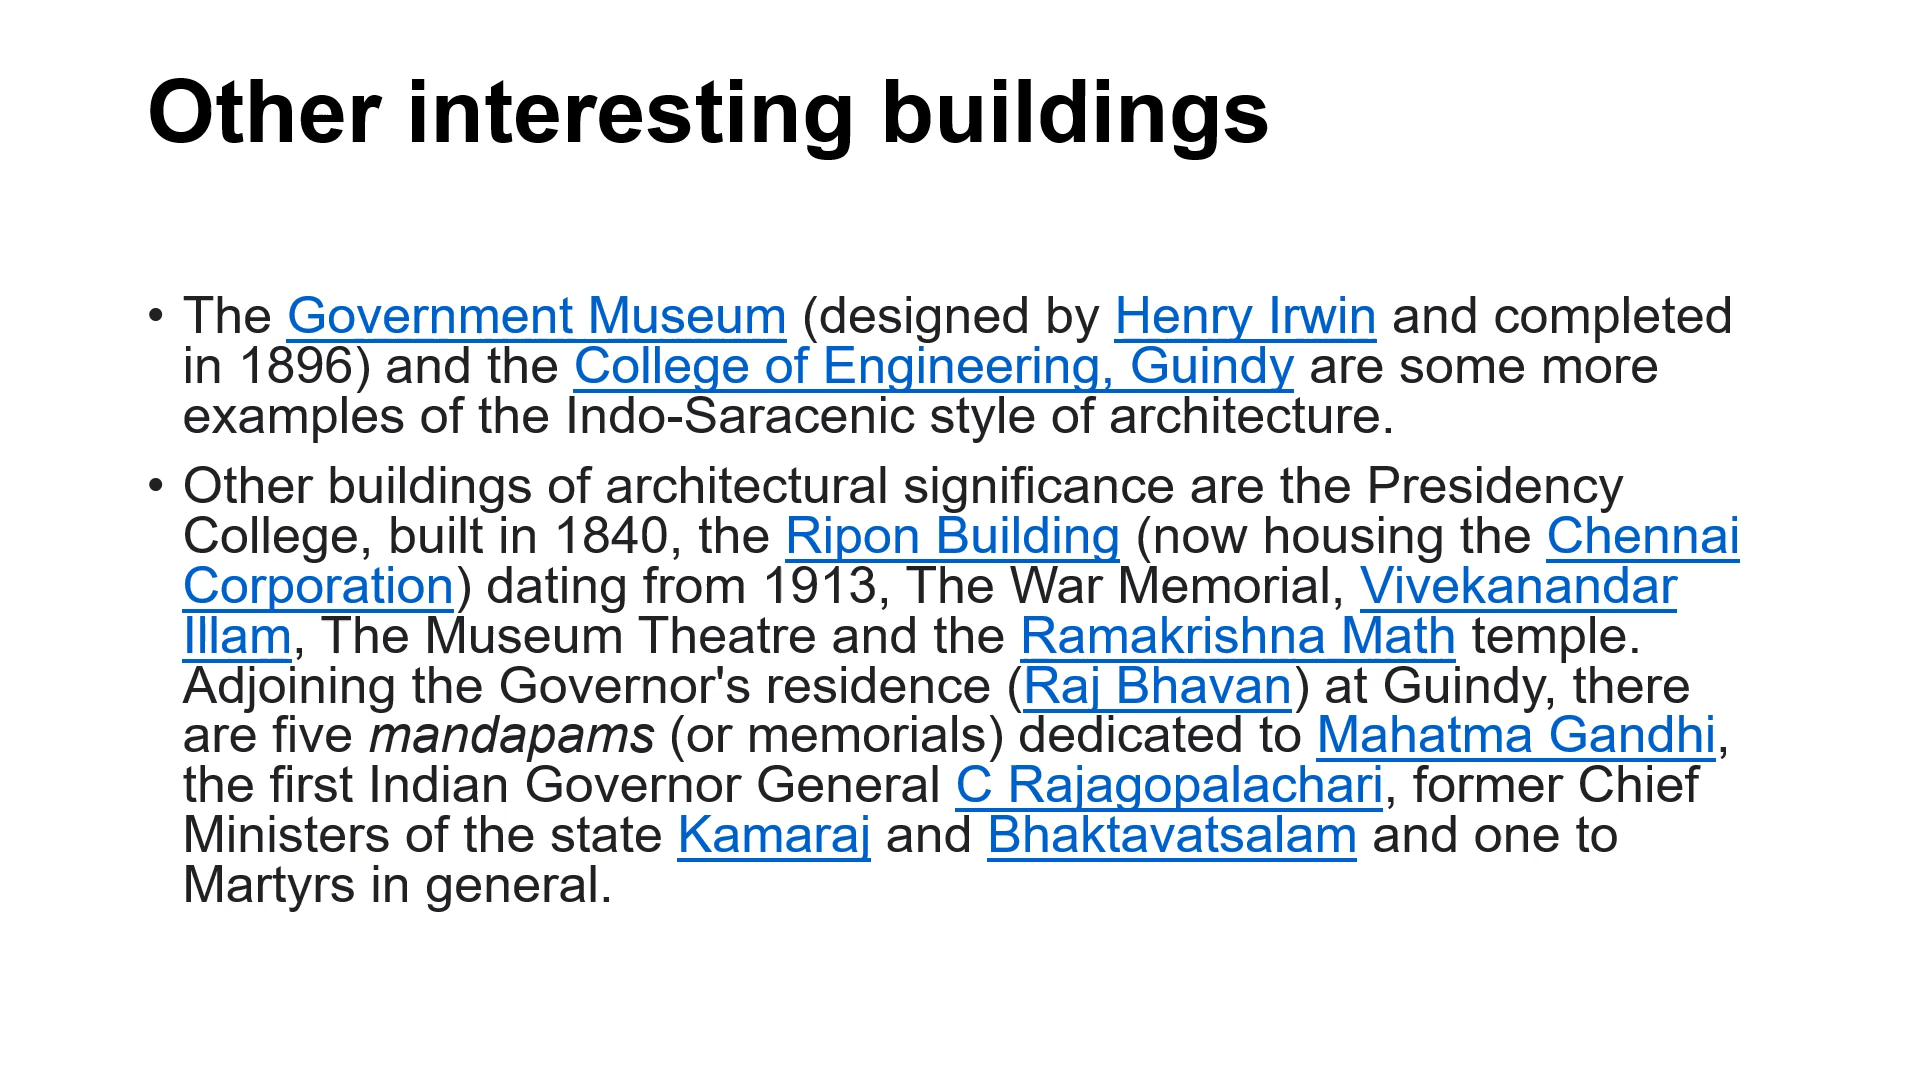 Other interesting buildings
• The Government Museum (designed by Henry Irwin and completed
in 1896) and the College of Engineering, Guindy are some more
examples of the Indo-Saracenic style of architecture.
• Other buildings of architectural significance are the Presidency
College, built in 1840, the Ripon Building (now housing the Chennai
Corporation) dating from 1913, The War Memorial, Vivekanandar
Illam, The Museum Theatre and the Ramakrishna Math temple.
Adjoining the Governor's residence (Raj Bhavan) at Guindy, there
are five mandapams (or memorials) dedicated to Mahatma Gandhi,
the first Indian Governor General C Rajagopalachari, former Chief
Ministers of the state Kamaraj and Bhaktavatsalam and one to
Martyrs in general.